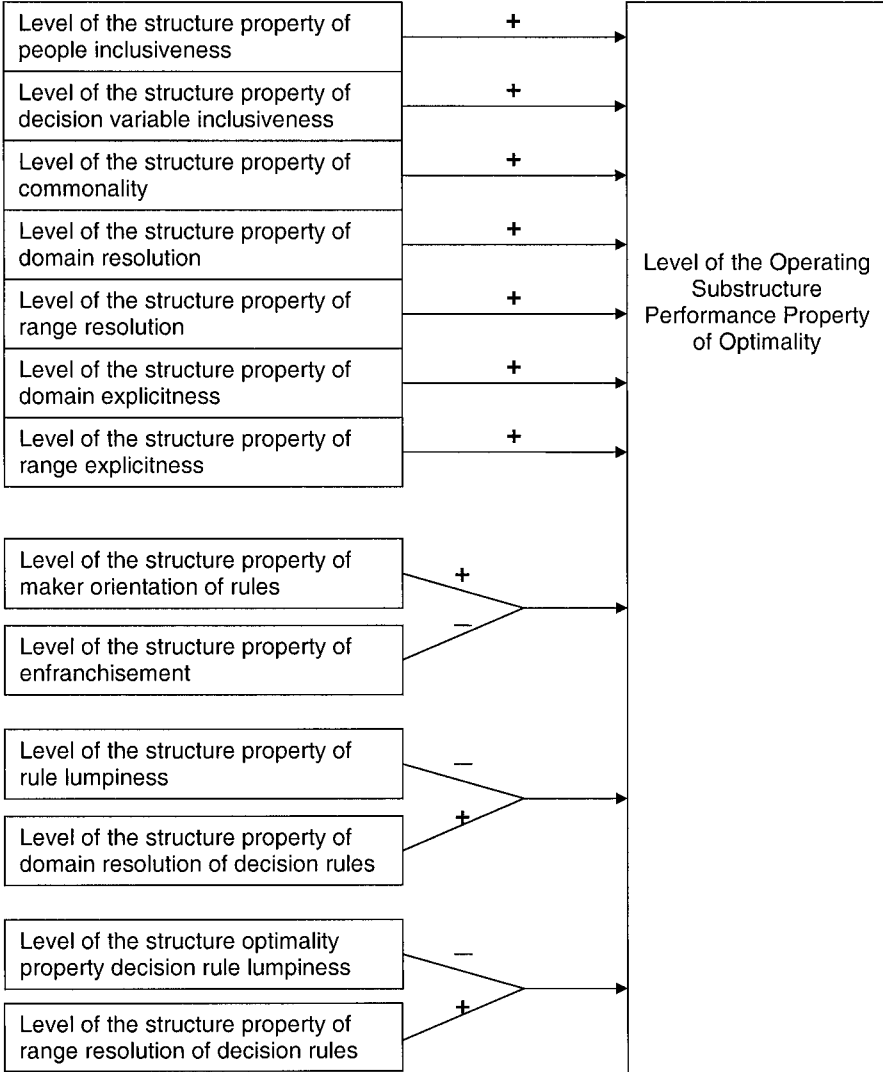 Level of the structure property of
people inclusiveness
+
Level of the structure property of
decision variable inclusiveness
+
Level of the structure property of
commonality
+
Level of the structure property of
domain resolution
+
Level of the structure property of
range resolution
+
Level of the structure property of
domain explicitness
+
Level of the structure property of
range explicitness
+
Level of the Operating
Substructure
Performance Property
of Optimality
Level of the structure property of
maker orientation of rules
+
Level of the structure property of
enfranchisement
−
Level of the structure property of
rule lumpiness
−
Level of the structure property of
domain resolution of decision rules
+
Level of the structure optimality
property decision rule lumpiness
−
Level of the structure property of
range resolution of decision rules
+